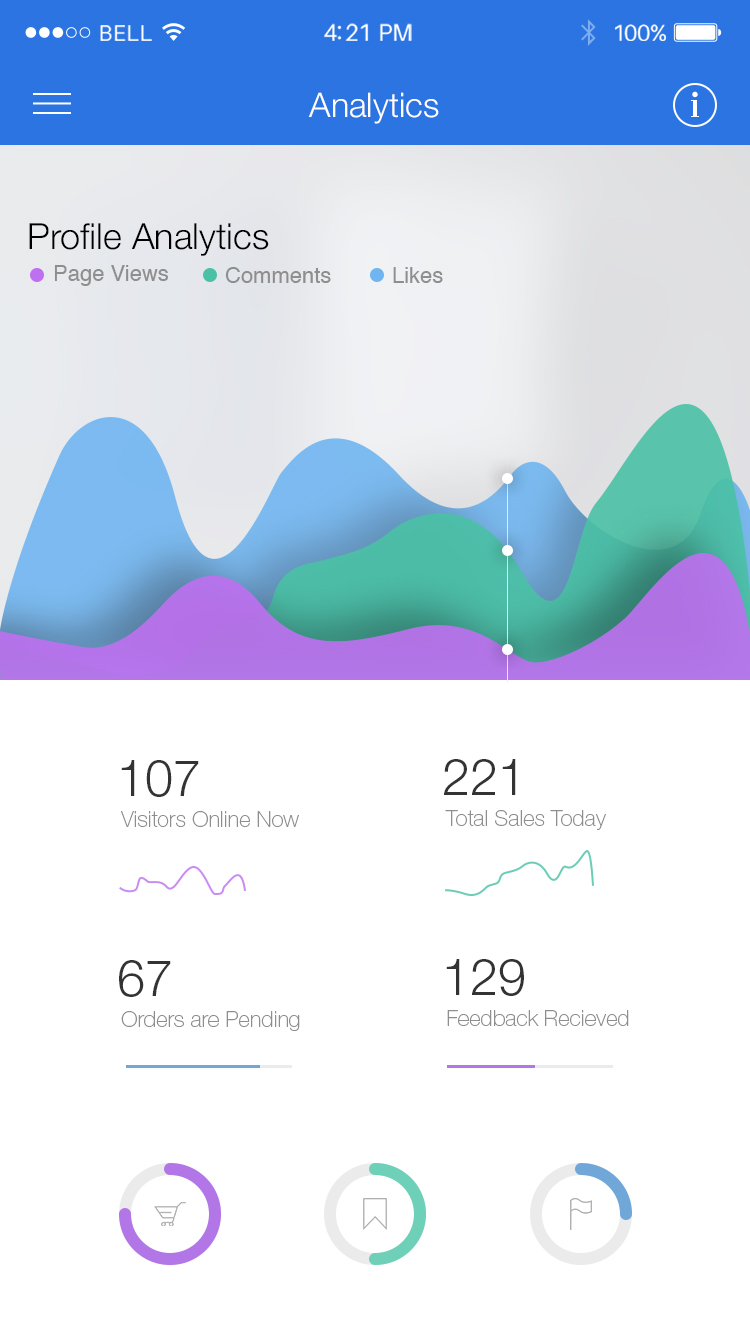 BELL 4:21 PM 100%
Analytics
Profile Analytics
Page Views Comments Likes
107
Visitors Online Now
221
Total Sales Today
67
Orders are Pending
129
Feedback Recieved